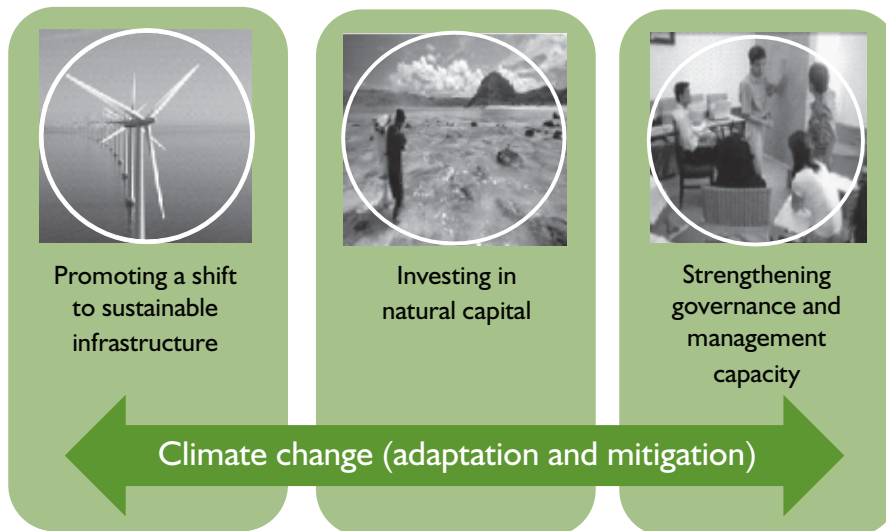 Promoting a shift
to sustainable
infrastructure
Investing in
natural capital
Strengthening
governance and
management
capacity
Climate change (adaptation and mitigation)